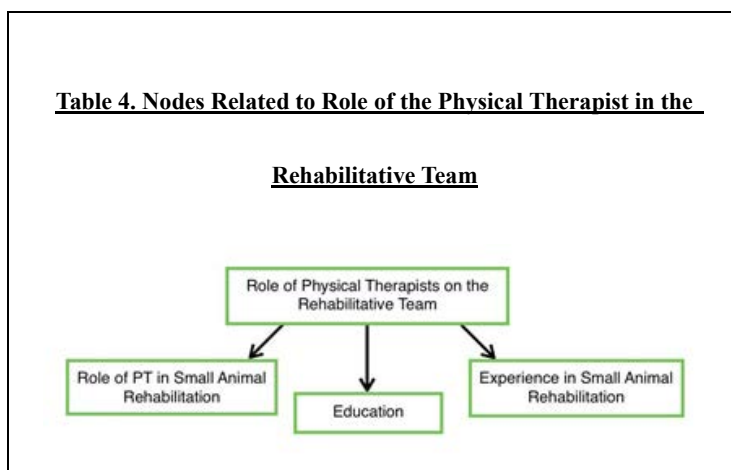 Table 4. Nodes Related to Role of the Physical Therapist in the
Rehabilitative Team
Role of Physical Therapists on the
Rehabilitative Team
Role of PT in Small Animal
Rehabilitation
Education
Experience in Small Animal
Rehabilitation